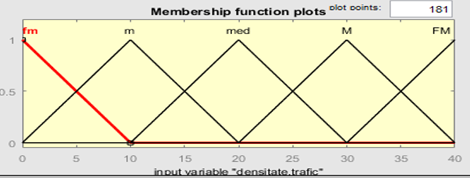 Membership function plots plot points: 181
fm m med M FM
1
0.5
0
0 5 10 15 20 25 30 35 40
input variable "densitate.trafic"